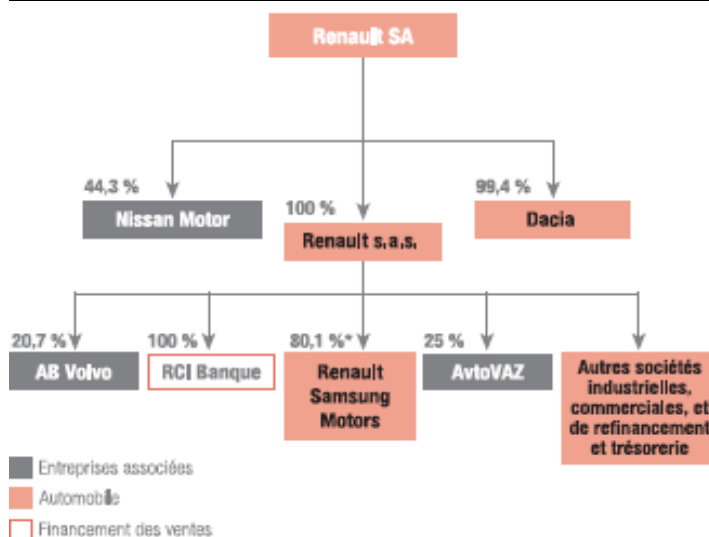 Renault SA
44,3 %
Nissan Motor
100 %
Renault s.a.s.
99,4 %
Dacia
20,7 %
AB Volvo
100 %
RCI Banque
80,1 %*
Renault
Samsung
Motors
25 %
AvtoVAZ
Autres sociétés
industrielles,
commerciales, et
de refinancement
et trésorerie
Entreprises associées
Automobile
Financement des ventes